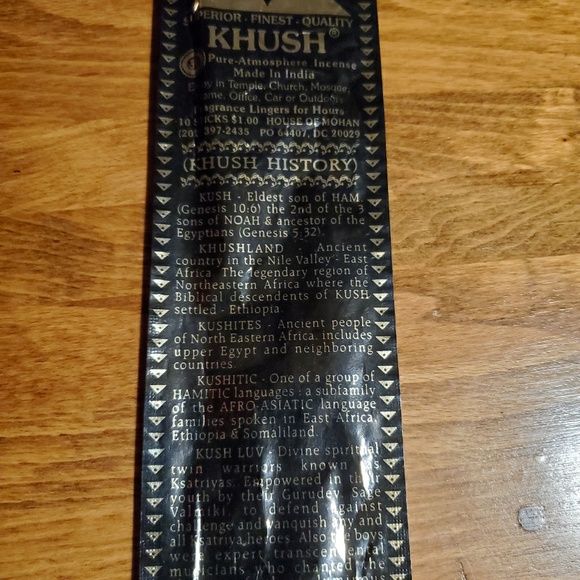 PERIOR · FINEST · QUALITY
KHUSH®
Pure-Atmosphere Incense
Made In India
in Temple, Church, Mosque,
Office, Car or Outdoors
Fragrance Lingers for Hours
10 STICKS $1.00 HOUSE OF MOHAN
397-2435 PO 64407, DC 20029
(KHUSH HISTORY)
KUSH - Eldest son of HAM
(Genesis 10:6) the 2nd of the 3
sons of NOAH & ancestor of the
Egyptians (Genesis 5:32).
KHUSHLAND - Ancient
country in the Nile Valley - East
Africa. The legendary region of
Northeastern Africa where the
Biblical descendents of KUSH
settled - Ethiopia.
KUSHITES - Ancient people
of North Eastern Africa, includes
upper Egypt and neighboring
countries.
KUSHITIC - One of a group of
HAMITIC languages : a subfamily
of the AFRO-ASIATIC language
families spoken in East Africa,
Ethiopia & Somaliland.
KUSH LUV - Divine spiritual
twin warriors known as
Ksatriyas. Empowered in their
youth by their Gurudev, Sage
Valmiki, to defend against
challenge and vanquish any and
all Ksatriya heroes. Also the boys
were expert transcendental
musicians who chanted the
luminous